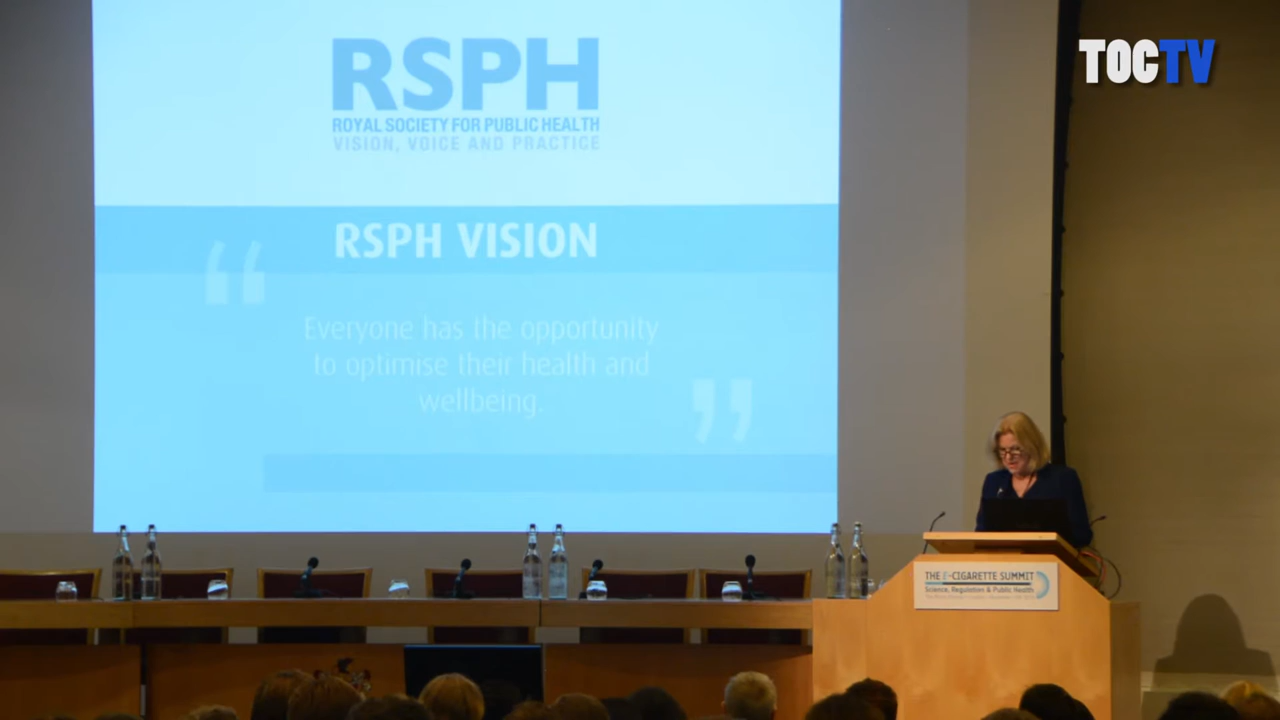 TOCTV
RSPH
ROYAL SOCIETY FOR PUBLIC HEALTH
VISION, VOICE AND PRACTICE
RSPH VISION
“
Everyone has the opportunity
to optimise their health and
wellbeing.
”
THE E-CIGARETTE SUMMIT
Science, Regulation & Public Health